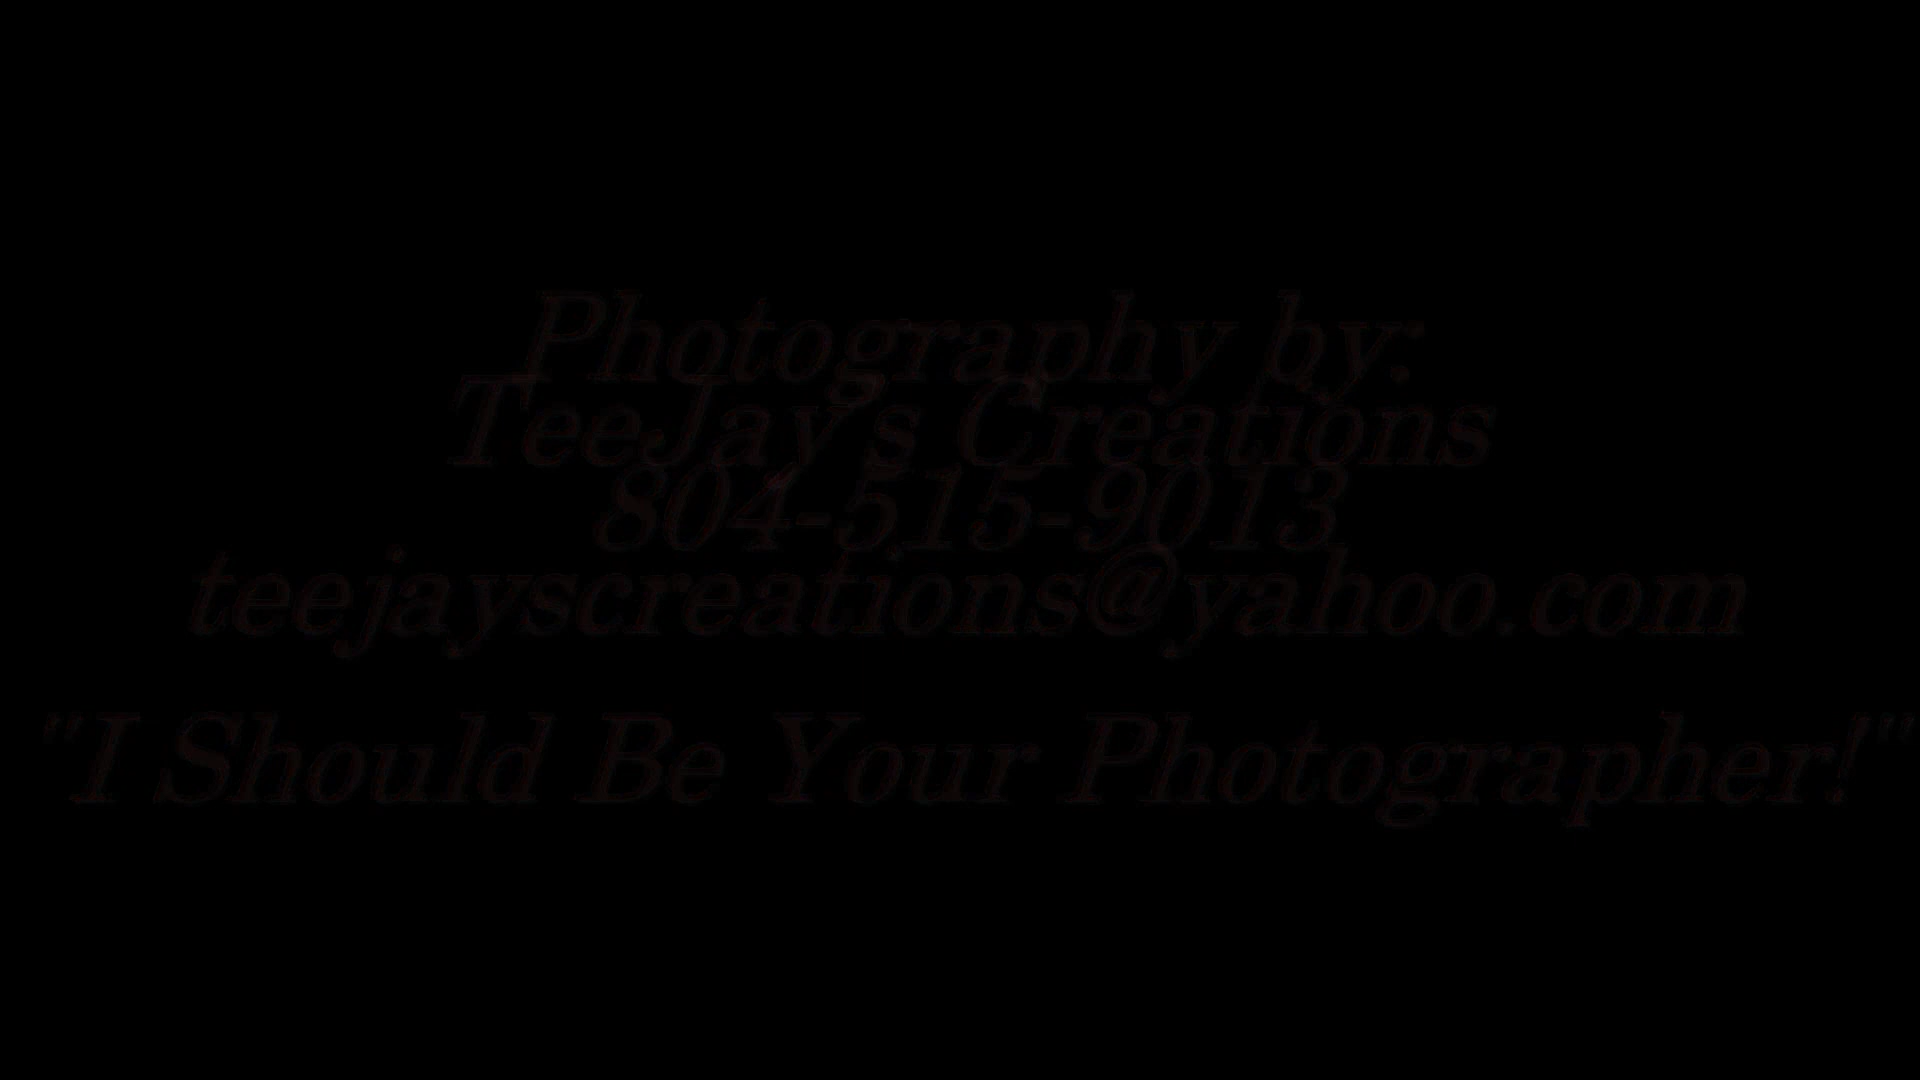 Photography by:
TeeJay's Creations
804-515-9013
teejayscreations@yahoo.com
"I Should Be Your Photographer!"